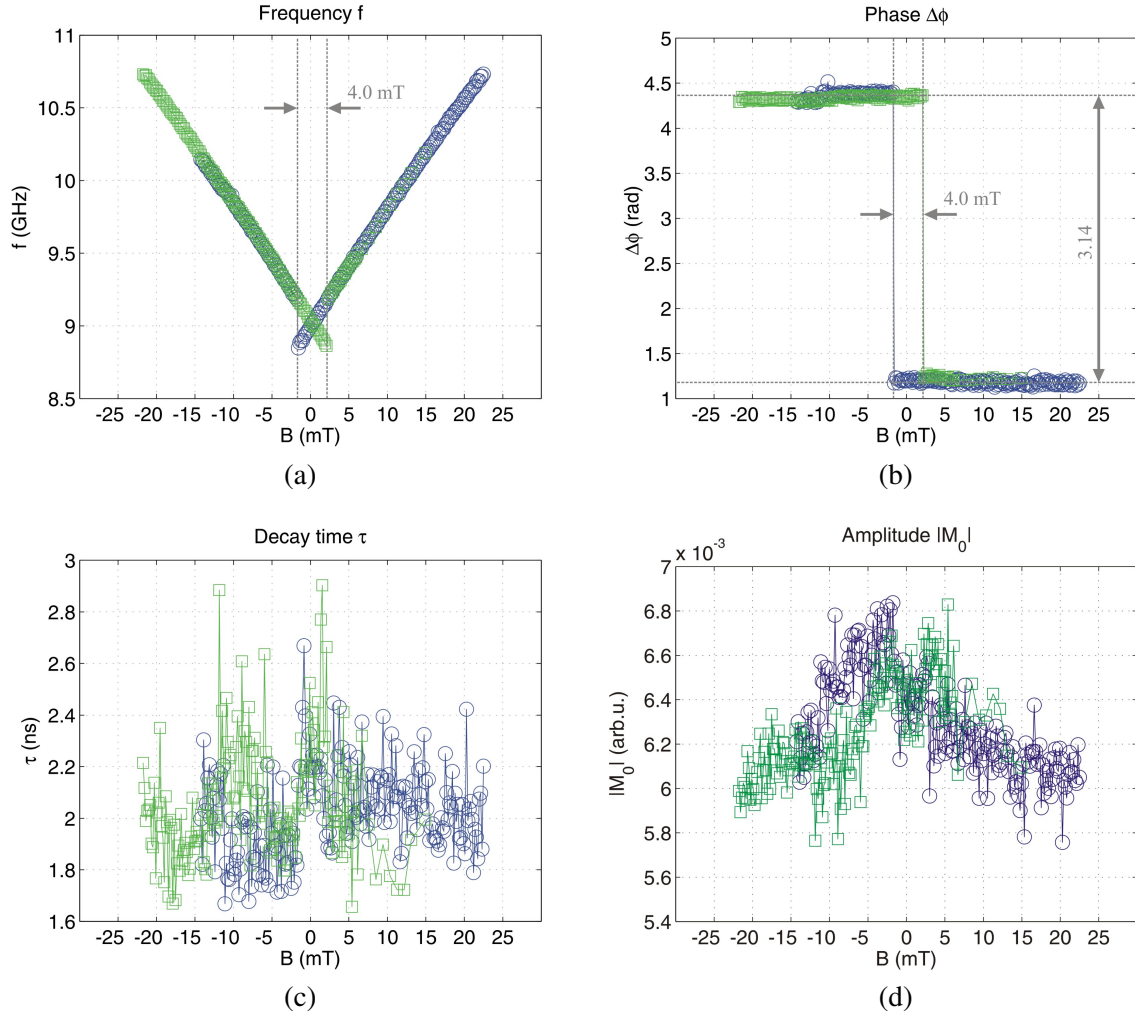 Frequency f
11
10.5
10
9.5
9
8.5
f (GHz)
4.0 mT
-25 -20 -15 -10 -5 0 5 10 15 20 25
B (mT)
(a)
Phase Δϕ
5
4.5
4
3.5
3
2.5
2
1.5
1
Δϕ (rad)
4.0 mT
3.14
-25 -20 -15 -10 -5 0 5 10 15 20 25
B (mT)
(b)
Decay time τ
3
2.8
2.6
2.4
2.2
2
1.8
1.6
τ (ns)
-25 -20 -15 -10 -5 0 5 10 15 20 25
B (mT)
(c)
Amplitude |M₀|
x 10⁻³
7
6.8
6.6
6.4
6.2
6
5.8
5.6
5.4
|M₀| (arb.u.)
-25 -20 -15 -10 -5 0 5 10 15 20 25
B (mT)
(d)